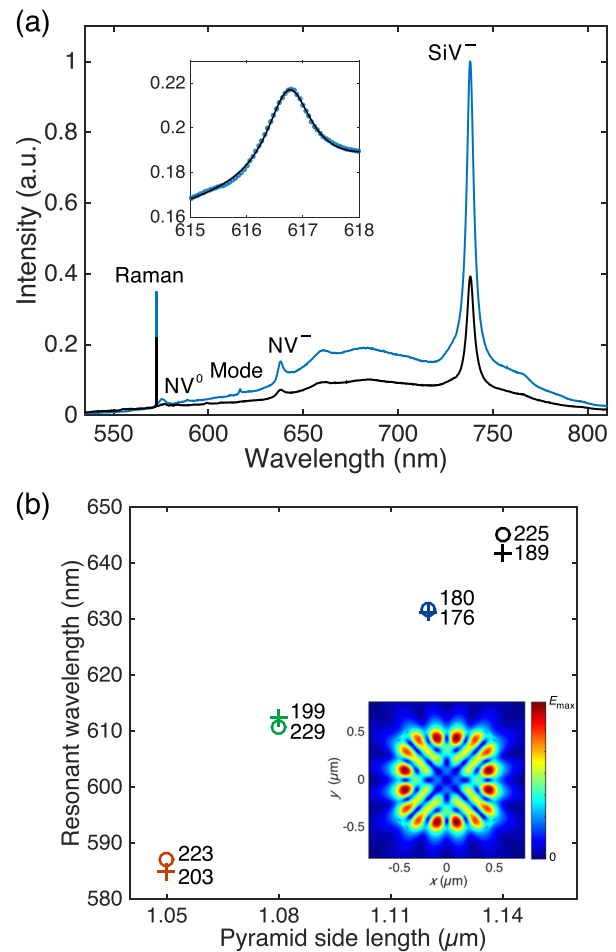 (a)
SiV⁻
1
0.8
0.6
0.4
0.2
0
Intensity (a.u.)
0.22
0.2
0.18
0.16
615 616 617 618
Raman
NV⁰
Mode
NV⁻
550 600 650 700 750 800
Wavelength (nm)
(b)
650
640
630
620
610
600
590
580
Resonant wavelength (nm)
225
189
180
176
199
229
223
203
0.5
0
-0.5
y (μm)
-0.5 0 0.5
x (μm)
Emax
0
1.05 1.08 1.11 1.14
Pyramid side length (μm)